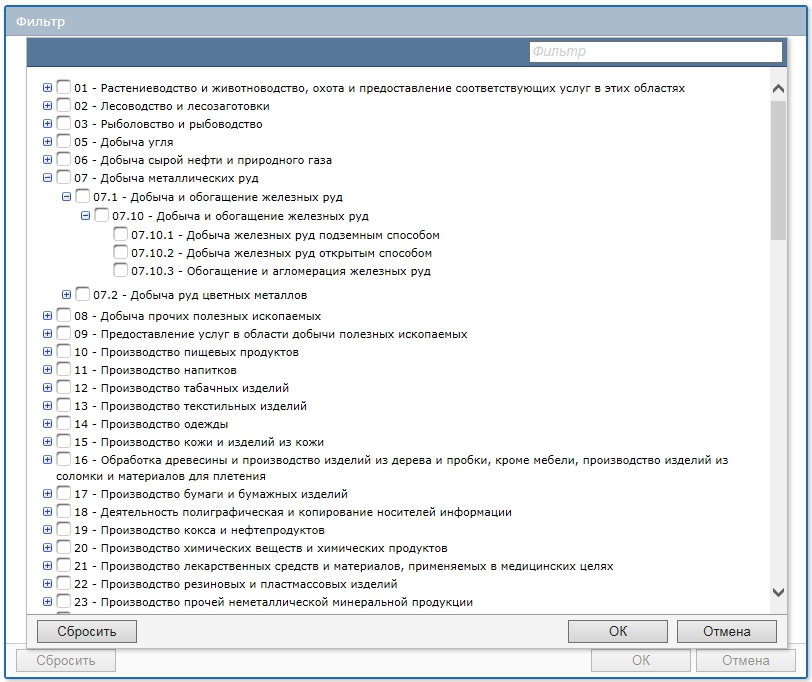 Фильтр
Фильтр
01 - Растениеводство и животноводство, охота и предоставление соответствующих услуг в этих областях
02 - Лесоводство и лесозаготовки
03 - Рыболовство и рыбоводство
05 - Добыча угля
06 - Добыча сырой нефти и природного газа
07 - Добыча металлических руд
07.1 - Добыча и обогащение железных руд
07.10 - Добыча и обогащение железных руд
07.10.1 - Добыча железных руд подземным способом
07.10.2 - Добыча железных руд открытым способом
07.10.3 - Обогащение и агломерация железных руд
07.2 - Добыча руд цветных металлов
08 - Добыча прочих полезных ископаемых
09 - Предоставление услуг в области добычи полезных ископаемых
10 - Производство пищевых продуктов
11 - Производство напитков
12 - Производство табачных изделий
13 - Производство текстильных изделий
14 - Производство одежды
15 - Производство кожи и изделий из кожи
16 - Обработка древесины и производство изделий из дерева и пробки, кроме мебели, производство изделий из
соломки и материалов для плетения
17 - Производство бумаги и бумажных изделий
18 - Деятельность полиграфическая и копирование носителей информации
19 - Производство кокса и нефтепродуктов
20 - Производство химических веществ и химических продуктов
21 - Производство лекарственных средств и материалов, применяемых в медицинских целях
22 - Производство резиновых и пластмассовых изделий
23 - Производство прочей неметаллической минеральной продукции
Сбросить ОК Отмена
Сбросить ОК Отмена